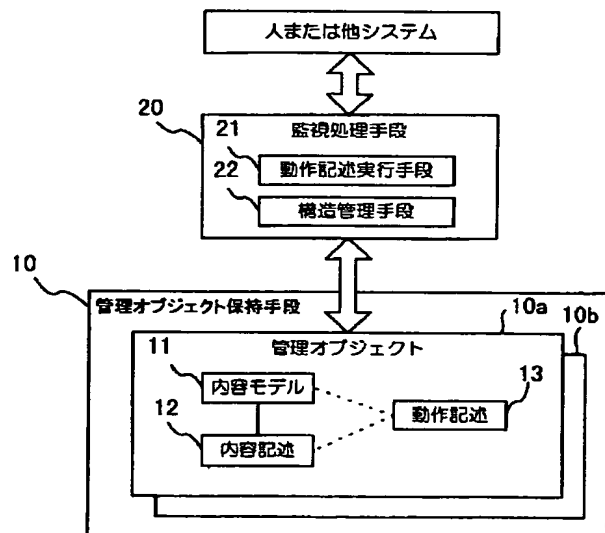 人または他システム
20
監視処理手段
21
動作記述実行手段
22
構造管理手段
10
管理オブジェクト保持手段
10a
10b
管理オブジェクト
11
内容モデル
13
動作記述
12
内容記述